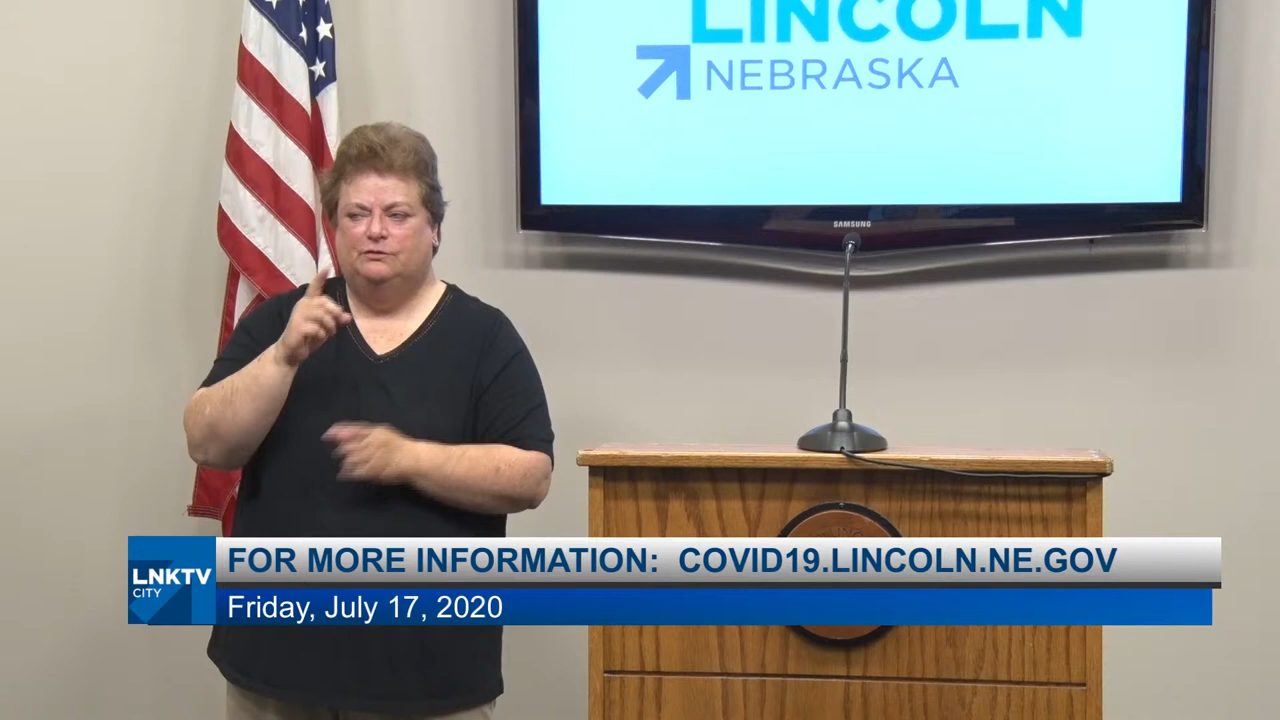 LINCOLN
NEBRASKA
SAMSUNG
FOR MORE INFORMATION: COVID19.LINCOLN.NE.GOV
LNKTV
CITY
Friday, July 17, 2020